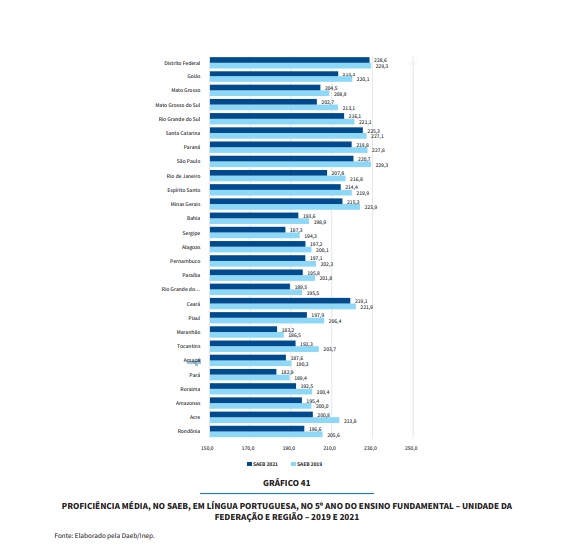 Distrito Federal 228,6
229,3
Goiás 213,3
220,1
Mato Grosso 204,5
208,9
Mato Grosso do Sul 202,7
213,1
Rio Grande do Sul 216,1
221,1
Santa Catarina 225,3
227,1
Paraná 219,8
227,6
São Paulo 220,7
229,3
Rio de Janeiro 207,8
216,8
Espírito Santo 214,4
219,9
Minas Gerais 215,3
223,9
Bahia 193,6
198,9
Sergipe 187,3
194,3
Alagoas 197,2
200,1
Pernambuco 197,1
202,3
Paraíba 195,8
201,8
Rio Grande do... 189,5
195,5
Ceará 219,1
221,9
Piauí 197,9
206,4
Maranhão 183,2
186,5
Tocantins 192,3
203,7
Amapá 187,6
190,3
Pará 182,9
189,4
Roraima 192,5
200,4
Amazonas 195,4
200,0
Acre 200,8
213,8
Rondônia 196,6
205,6
150,0 170,0 190,0 210,0 230,0 250,0
SAEB 2021 SAEB 2019
GRÁFICO 41
PROFICIÊNCIA MÉDIA, NO SAEB, EM LÍNGUA PORTUGUESA, NO 5º ANO DO ENSINO FUNDAMENTAL – UNIDADE DA
FEDERAÇÃO E REGIÃO – 2019 E 2021
Fonte: Elaborado pela Daeb/Inep.